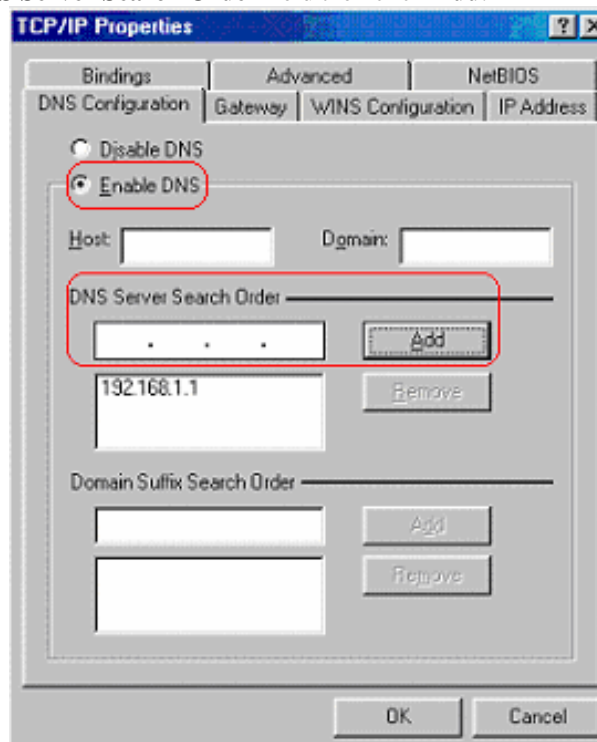 TCP/IP Properties
Bindings Advanced NetBIOS
DNS Configuration Gateway WINS Configuration IP Address
Disable DNS
Enable DNS
Host: Domain:
DNS Server Search Order
. . . Add
192.168.1.1 Remove
Domain Suffix Search Order
Add
Remove
OK Cancel